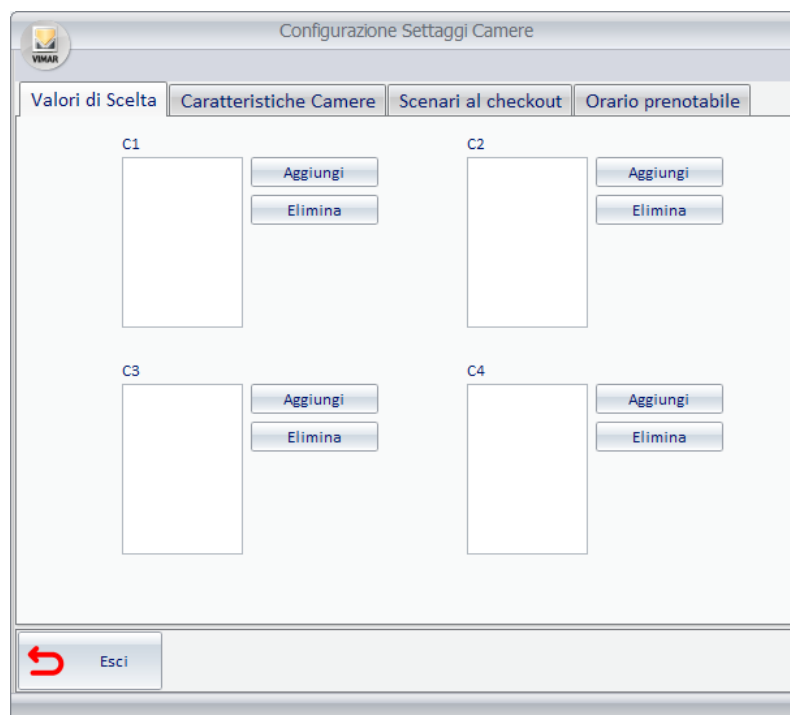 Configurazione Settaggi Camere
VIMAR
Valori di Scelta Caratteristiche Camere Scenari al checkout Orario prenotabile
C1 C2
Aggiungi Aggiungi
Elimina Elimina
C3 C4
Aggiungi Aggiungi
Elimina Elimina
Esci